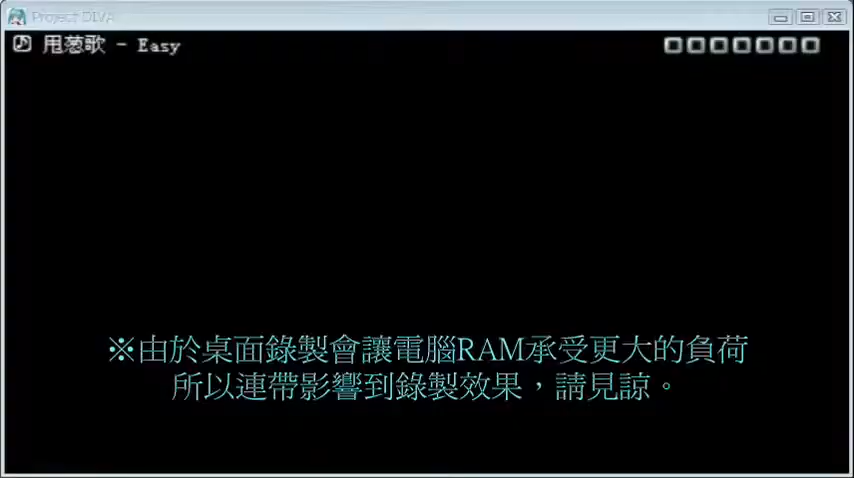 Project DIVA
甩葱歌 - Easy 0000000
※由於桌面錄製會讓電腦RAM承受更大的負荷
所以連帶影響到錄製效果，請見諒。